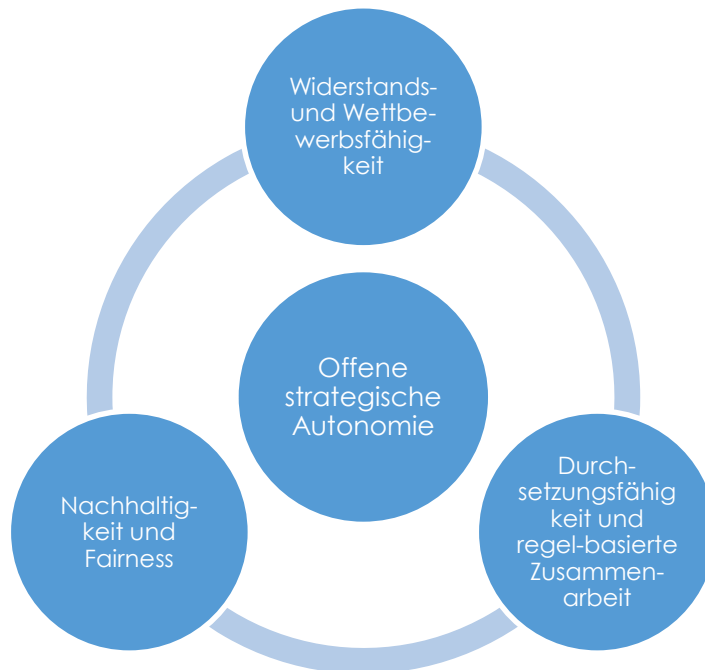 Widerstands-
und Wettbe-
werbsfähig-
keit
Offene
strategische
Autonomie
Nachhaltig-
keit und
Fairness
Durch-
setzungsfähig
keit und
regel-basierte
Zusammen-
arbeit